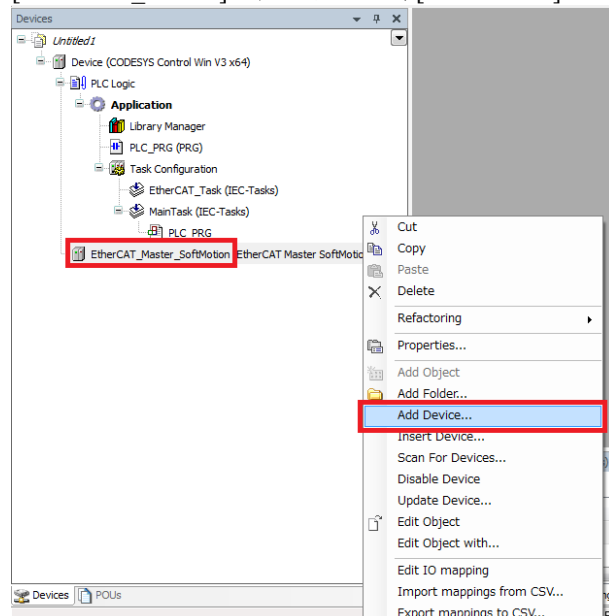 Devices
Untitled1
Device (CODESYS Control Win V3 x64)
PLC Logic
Application
Library Manager
PLC_PRG (PRG)
Task Configuration
EtherCAT_Task (IEC-Tasks)
MainTask (IEC-Tasks)
PLC_PRG
EtherCAT_Master_SoftMotion (EtherCAT Master SoftMotio
Cut
Copy
Paste
Delete
Refactoring
Properties...
Add Object
Add Folder...
Add Device...
Insert Device...
Scan For Devices...
Disable Device
Update Device...
Edit Object
Edit Object with...
Edit IO mapping
Import mappings from CSV...
Export mappings to CSV...
Devices
POUs